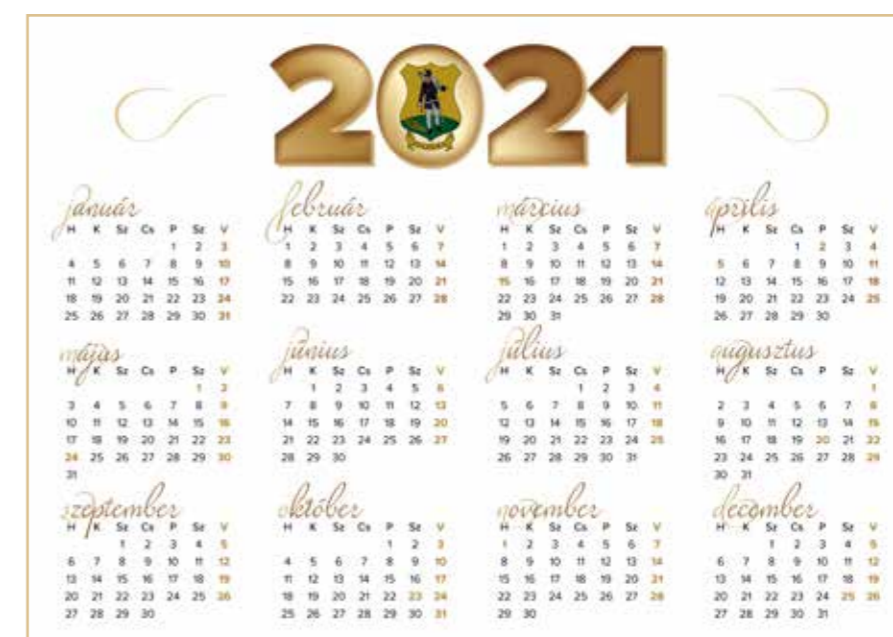 2021
január
H K Sz Cs P Sz V
1 2 3
4 5 6 7 8 9 10
11 12 13 14 15 16 17
18 19 20 21 22 23 24
25 26 27 28 29 30 31
február
H K Sz Cs P Sz V
1 2 3 4 5 6 7
8 9 10 11 12 13 14
15 16 17 18 19 20 21
22 23 24 25 26 27 28
március
H K Sz Cs P Sz V
1 2 3 4 5 6 7
8 9 10 11 12 13 14
15 16 17 18 19 20 21
22 23 24 25 26 27 28
29 30 31
április
H K Sz Cs P Sz V
1 2 3 4
5 6 7 8 9 10 11
12 13 14 15 16 17 18
19 20 21 22 23 24 25
26 27 28 29 30
május
H K Sz Cs P Sz V
1 2
3 4 5 6 7 8 9
10 11 12 13 14 15 16
17 18 19 20 21 22 23
24 25 26 27 28 29 30
31
június
H K Sz Cs P Sz V
1 2 3 4 5 6
7 8 9 10 11 12 13
14 15 16 17 18 19 20
21 22 23 24 25 26 27
28 29 30
július
H K Sz Cs P Sz V
1 2 3 4
5 6 7 8 9 10 11
12 13 14 15 16 17 18
19 20 21 22 23 24 25
26 27 28 29 30 31
augusztus
H K Sz Cs P Sz V
1
2 3 4 5 6 7 8
9 10 11 12 13 14 15
16 17 18 19 20 21 22
23 24 25 26 27 28 29
30 31
szeptember
H K Sz Cs P Sz V
1 2 3 4 5
6 7 8 9 10 11 12
13 14 15 16 17 18 19
20 21 22 23 24 25 26
27 28 29 30
október
H K Sz Cs P Sz V
1 2 3
4 5 6 7 8 9 10
11 12 13 14 15 16 17
18 19 20 21 22 23 24
25 26 27 28 29 30 31
november
H K Sz Cs P Sz V
1 2 3 4 5 6 7
8 9 10 11 12 13 14
15 16 17 18 19 20 21
22 23 24 25 26 27 28
29 30
december
H K Sz Cs P Sz V
1 2 3 4 5
6 7 8 9 10 11 12
13 14 15 16 17 18 19
20 21 22 23 24 25 26
27 28 29 30 31